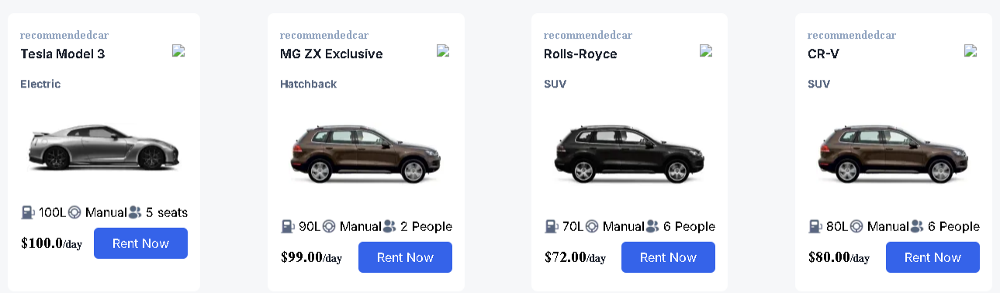 recommendedcar
Tesla Model 3
Electric
100L Manual 5 seats
$100.0/day Rent Now
recommendedcar
MG ZX Exclusive
Hatchback
90L Manual 2 People
$99.00/day Rent Now
recommendedcar
Rolls-Royce
SUV
70L Manual 6 People
$72.00/day Rent Now
recommendedcar
CR-V
SUV
80L Manual 6 People
$80.00/day Rent Now